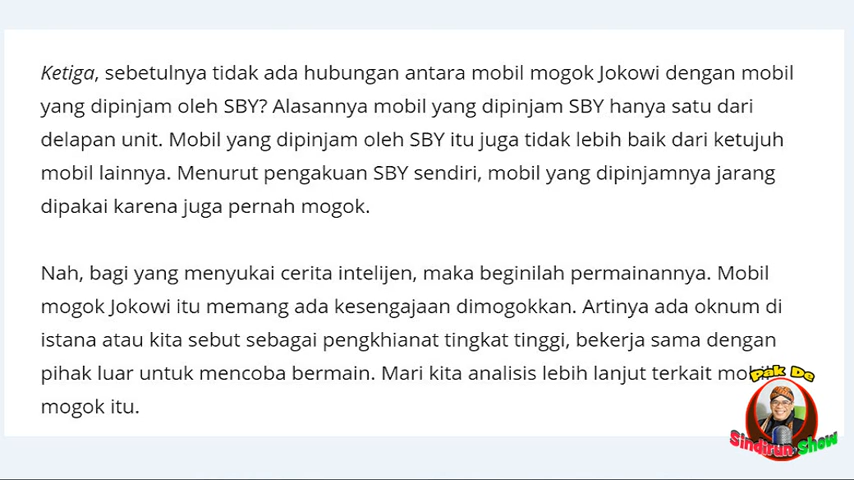 Ketiga, sebetulnya tidak ada hubungan antara mobil mogok Jokowi dengan mobil
yang dipinjam oleh SBY? Alasannya mobil yang dipinjam SBY hanya satu dari
delapan unit. Mobil yang dipinjam oleh SBY itu juga tidak lebih baik dari ketujuh
mobil lainnya. Menurut pengakuan SBY sendiri, mobil yang dipinjamnya jarang
dipakai karena juga pernah mogok.
Nah, bagi yang menyukai cerita intelijen, maka beginilah permainannya. Mobil
mogok Jokowi itu memang ada kesengajaan dimogokkan. Artinya ada oknum di
istana atau kita sebut sebagai pengkhianat tingkat tinggi, bekerja sama dengan
pihak luar untuk mencoba bermain. Mari kita analisis lebih lanjut terkait
mogok itu.
Pak De
Sindirun Show